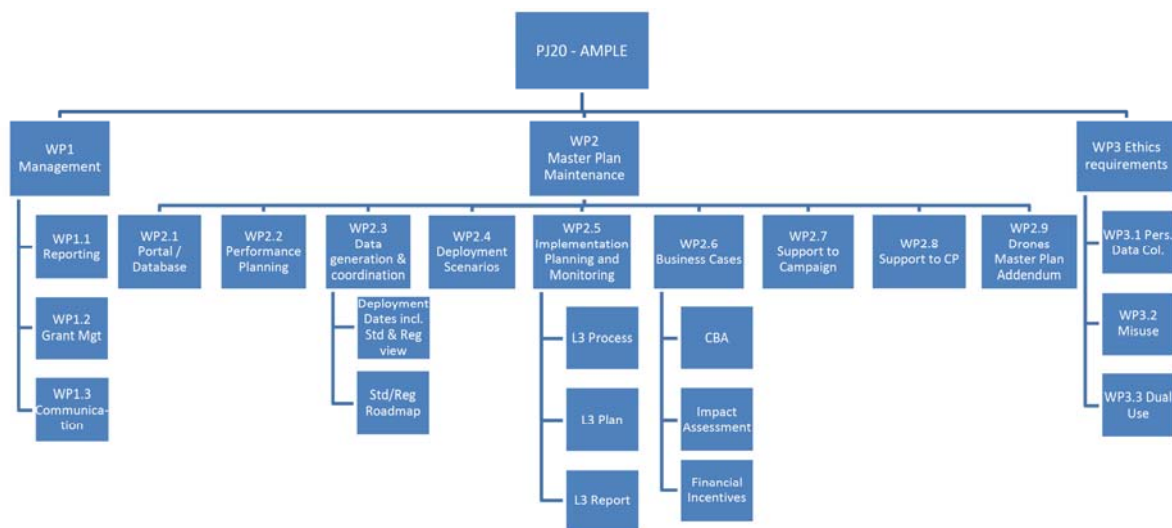 PJ20 - AMPLE
WP1
Management
WP2
Master Plan
Maintenance
WP3 Ethics
requirements
WP1.1
Reporting
WP1.2
Grant Mgt
WP1.3
Communica-
tion
WP2.1
Portal /
Database
WP2.2
Performance
Planning
WP2.3
Data
generation &
coordination
Deployment
Dates incl.
Std & Reg
view
Std/Reg
Roadmap
WP2.4
Deployment
Scenarios
WP2.5
Implementation
Planning and
Monitoring
L3 Process
L3 Plan
L3 Report
WP2.6
Business Cases
CBA
Impact
Assessment
Financial
Incentives
WP2.7
Support to
Campaign
WP2.8
Support to CP
WP2.9
Drones
Master Plan
Addendum
WP3.1 Pers.
Data Col.
WP3.2
Misuse
WP3.3 Dual
Use